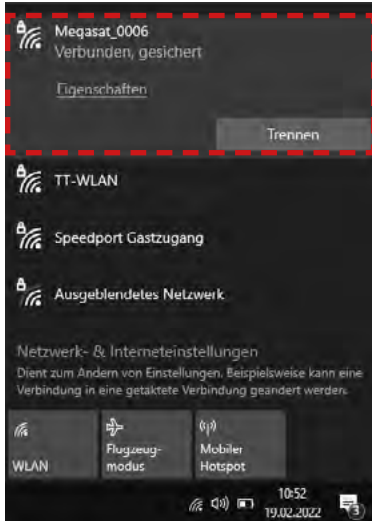 Megasat_0006
Verbunden, gesichert
Eigenschaften
Trennen
TT-WLAN
Speedport Gastzugang
Ausgeblendetes Netzwerk
Netzwerk- & Interneteinstellungen
Dient zum Ändern von Einstellungen. Beispielsweise kann eine
Verbindung in eine getaktete Verbindung geändert werden.
WLAN
Flugzeug-
modus
Mobiler
Hotspot
10:52
19.02.2022
3